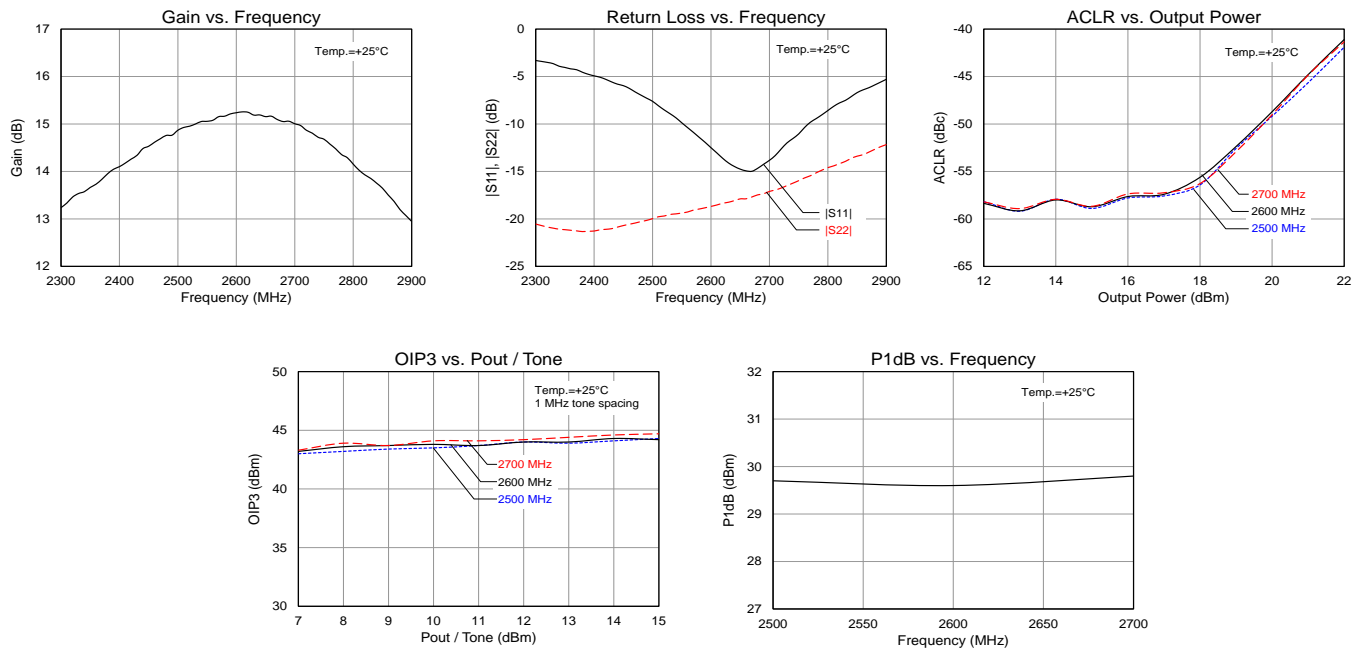 Gain vs. Frequency
17
16
15
14
13
12
Gain (dB)
Temp.=+25°C
2300 2400 2500 2600 2700 2800 2900
Frequency (MHz)
Return Loss vs. Frequency
0
-5
-10
-15
-20
-25
|S11|, |S22| (dB)
Temp.=+25°C
|S11|
|S22|
2300 2400 2500 2600 2700 2800 2900
Frequency (MHz)
ACLR vs. Output Power
-40
-45
-50
-55
-60
-65
ACLR (dBc)
Temp.=+25°C
2700 MHz
2600 MHz
2500 MHz
12 14 16 18 20 22
Output Power (dBm)
OIP3 vs. Pout / Tone
50
45
40
35
30
OIP3 (dBm)
Temp.=+25°C
1 MHz tone spacing
2700 MHz
2600 MHz
2500 MHz
7 8 9 10 11 12 13 14 15
Pout / Tone (dBm)
P1dB vs. Frequency
32
31
30
29
28
27
P1dB (dBm)
Temp.=+25°C
2500 2550 2600 2650 2700
Frequency (MHz)